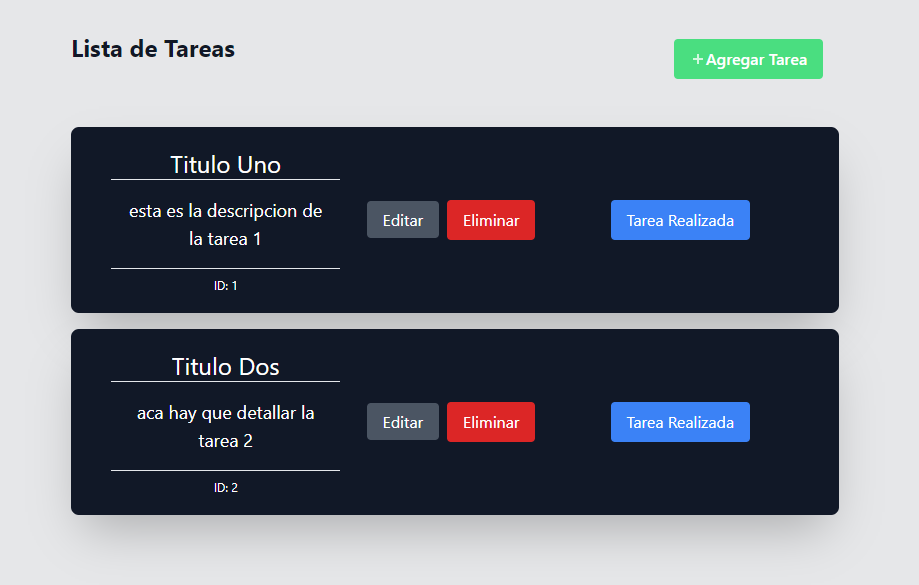 Lista de Tareas
+ Agregar Tarea
Titulo Uno
esta es la descripcion de
la tarea 1
ID: 1
Editar
Eliminar
Tarea Realizada
Titulo Dos
aca hay que detallar la
tarea 2
ID: 2
Editar
Eliminar
Tarea Realizada